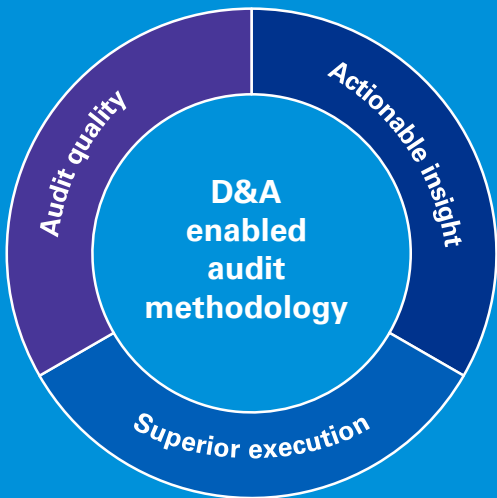 Audit quality
Actionable insight
D&A
enabled
audit
methodology
Superior execution